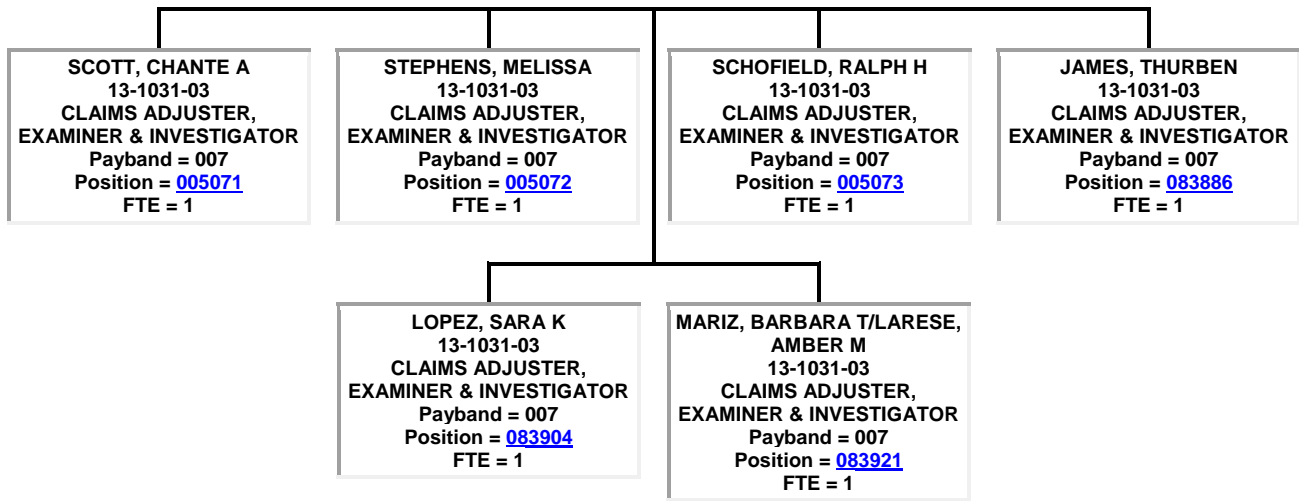 SCOTT, CHANTE A
13-1031-03
CLAIMS ADJUSTER,
EXAMINER & INVESTIGATOR
Payband = 007
Position = 005071
FTE = 1
STEPHENS, MELISSA
13-1031-03
CLAIMS ADJUSTER,
EXAMINER & INVESTIGATOR
Payband = 007
Position = 005072
FTE = 1
SCHOFIELD, RALPH H
13-1031-03
CLAIMS ADJUSTER,
EXAMINER & INVESTIGATOR
Payband = 007
Position = 005073
FTE = 1
JAMES, THURBEN
13-1031-03
CLAIMS ADJUSTER,
EXAMINER & INVESTIGATOR
Payband = 007
Position = 083886
FTE = 1
LOPEZ, SARA K
13-1031-03
CLAIMS ADJUSTER,
EXAMINER & INVESTIGATOR
Payband = 007
Position = 083904
FTE = 1
MARIZ, BARBARA T/LARESE,
AMBER M
13-1031-03
CLAIMS ADJUSTER,
EXAMINER & INVESTIGATOR
Payband = 007
Position = 083921
FTE = 1